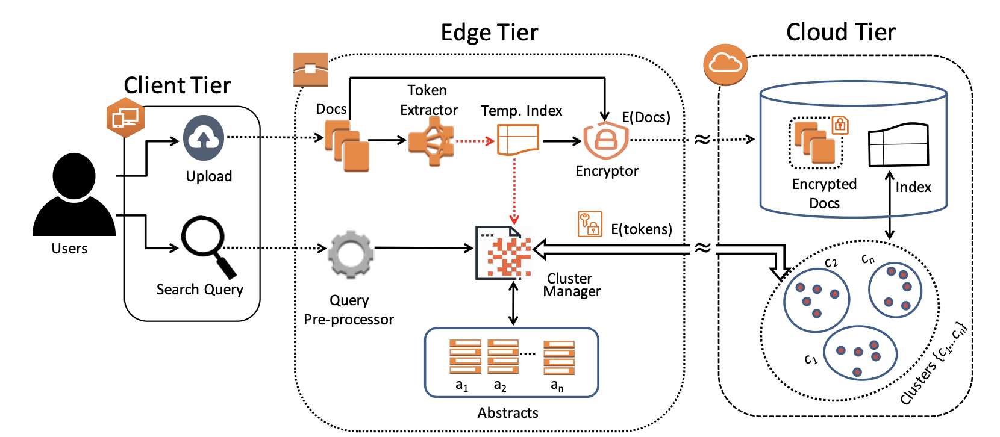 Edge Tier
Cloud Tier
Client Tier
Token
Extractor
Docs
Temp. Index
E(Docs)
Encryptor
Upload
Users
Search Query
Query
Pre-processor
E(tokens)
Cluster
Manager
a1
a2
an
Abstracts
Encrypted
Docs
Index
c2
cn
c1
Clusters {c1...cn}